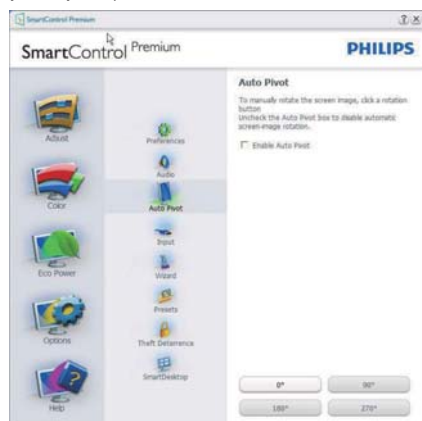 SmartControl Premium
SmartControl Premium
PHILIPS
Adjust
Color
Eco Power
Options
Help
Preferences
Audio
Auto Pivot
Input
Wizard
Presets
Theft Deterrence
SmartDesktop
Auto Pivot
To manually rotate the screen image, click a rotation
button
Uncheck the Auto Pivot box to disable automatic
screen-image rotation.
Enable Auto Pivot
0°
90°
180°
270°